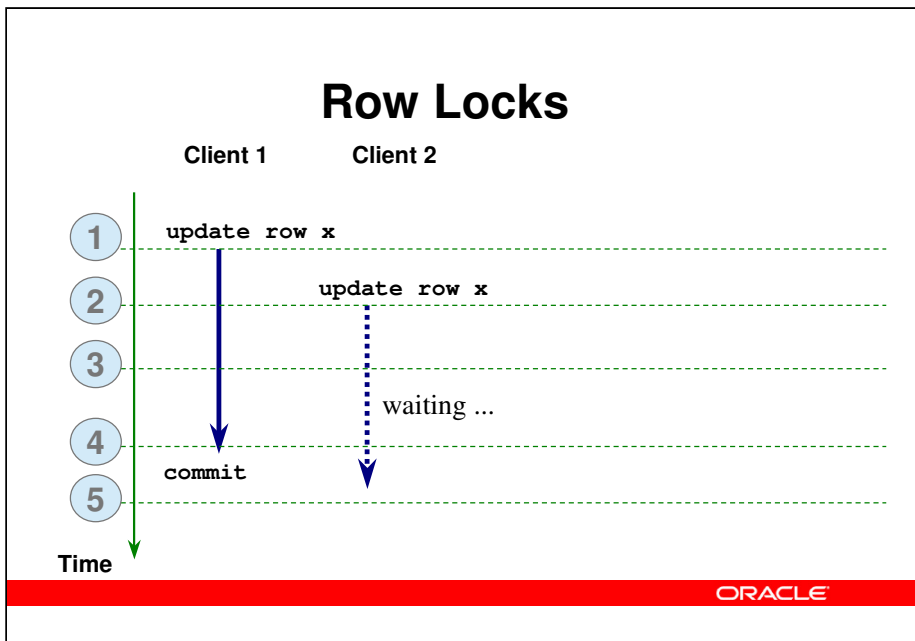 Row Locks
Client 1 Client 2
1 update row x
2 update row x
3
waiting ...
4
commit
5
Time
ORACLE